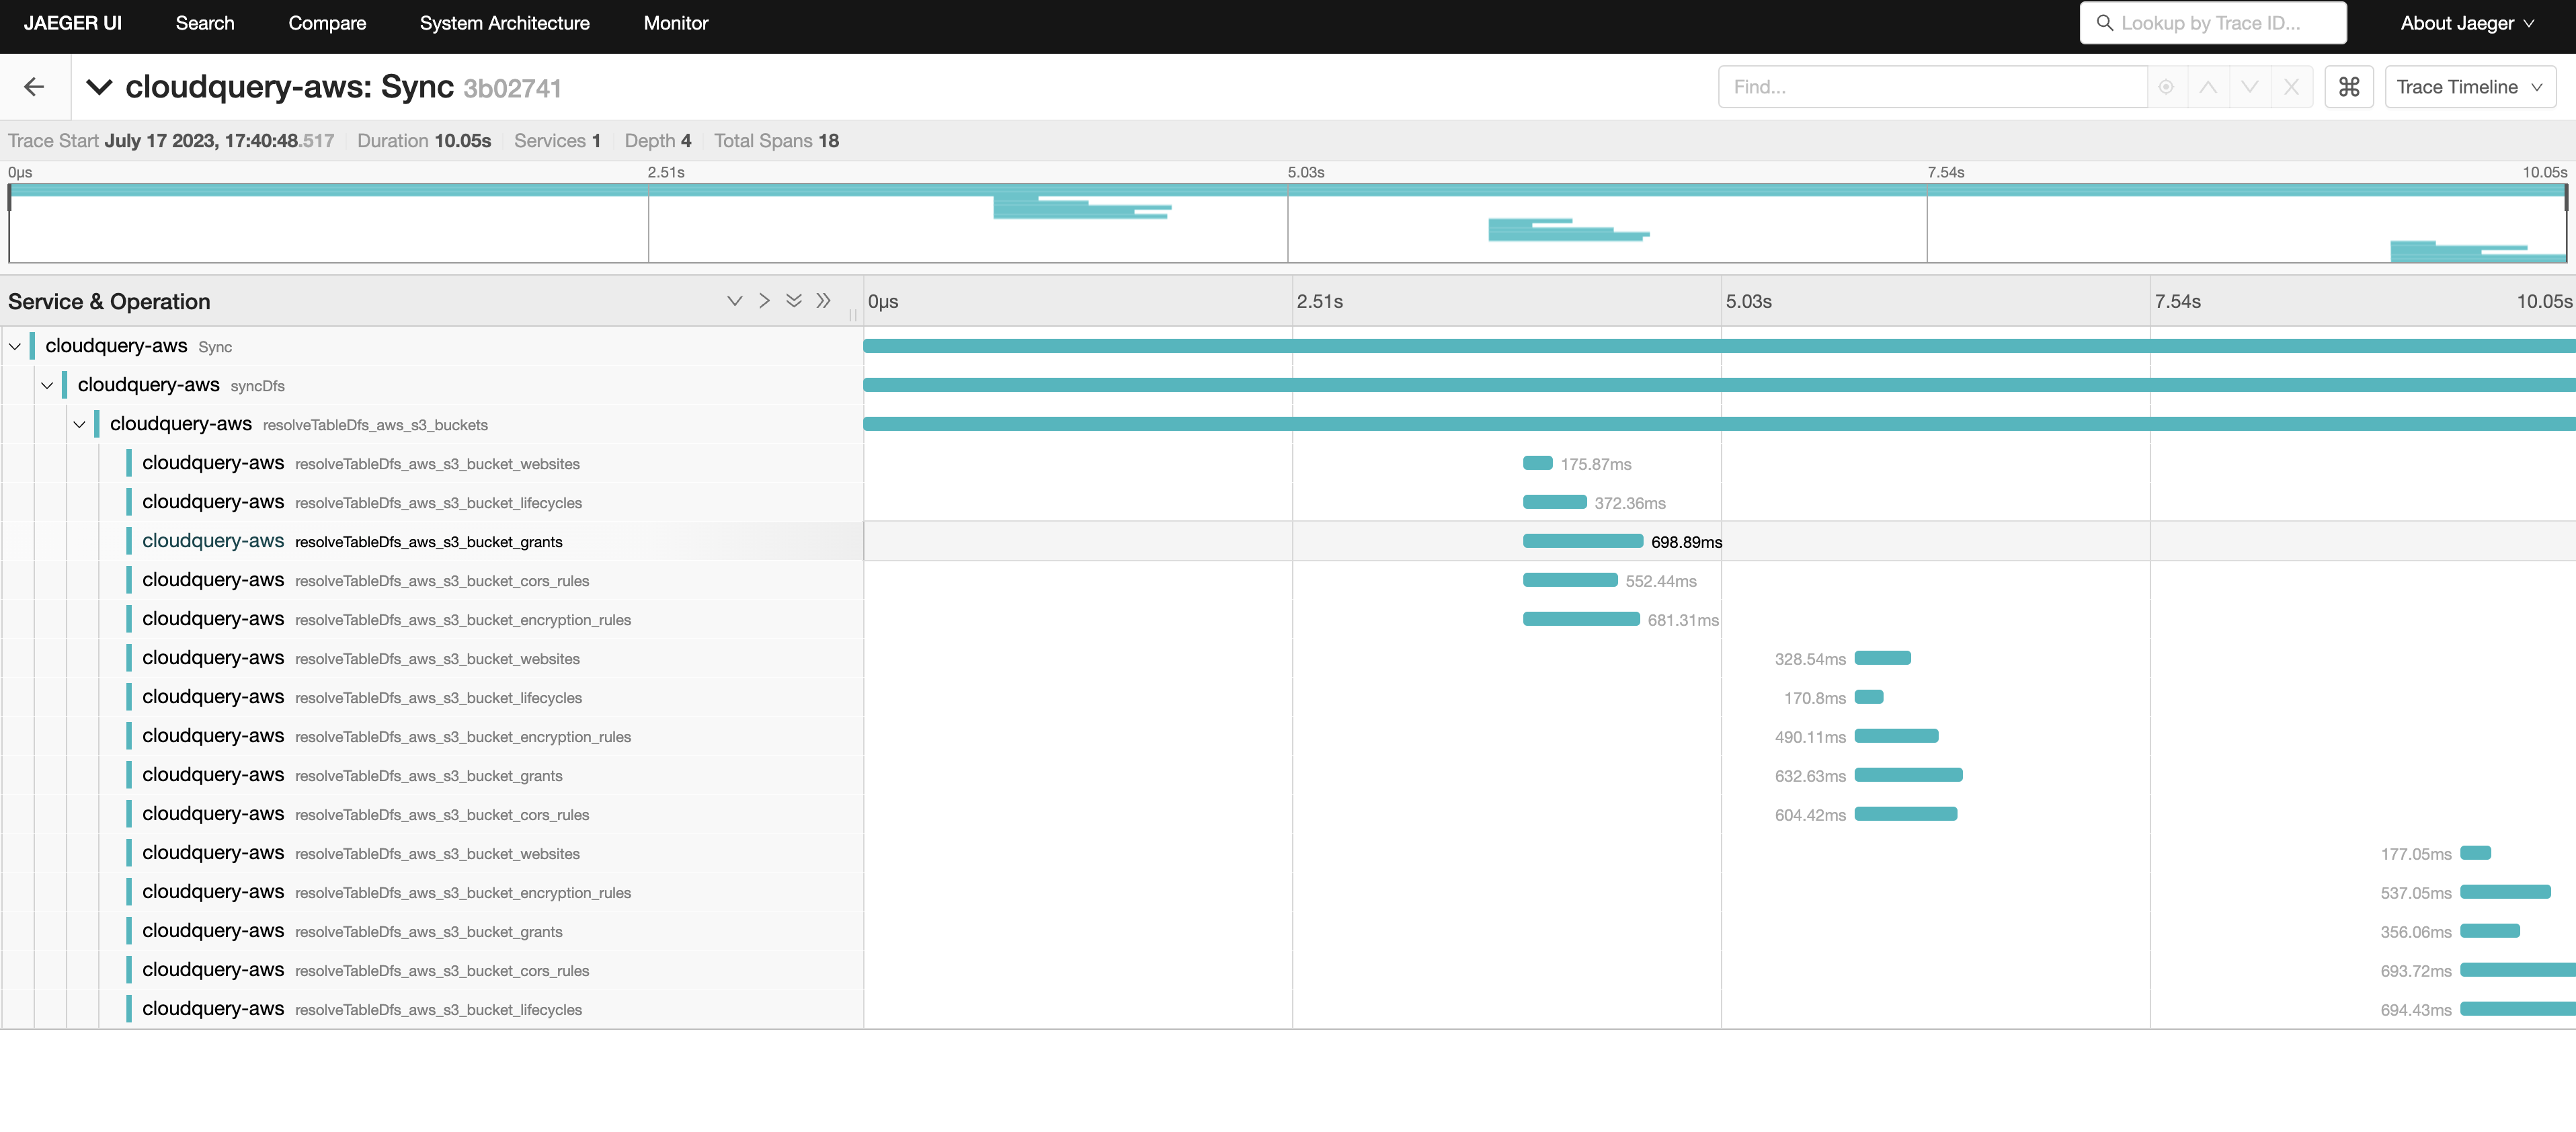 JAEGER UI Search Compare System Architecture Monitor Lookup by Trace ID... About Jaeger
cloudquery-aws: Sync 3b02741 Find... ⌘ Trace Timeline
Trace Start July 17 2023, 17:40:48.517 Duration 10.05s Services 1 Depth 4 Total Spans 18
0μs 2.51s 5.03s 7.54s 10.05s
Service & Operation 0μs 2.51s 5.03s 7.54s 10.05s
cloudquery-aws Sync
cloudquery-aws syncDfs
cloudquery-aws resolveTableDfs_aws_s3_buckets
cloudquery-aws resolveTableDfs_aws_s3_bucket_websites 175.87ms
cloudquery-aws resolveTableDfs_aws_s3_bucket_lifecycles 372.36ms
cloudquery-aws resolveTableDfs_aws_s3_bucket_grants 698.89ms
cloudquery-aws resolveTableDfs_aws_s3_bucket_cors_rules 552.44ms
cloudquery-aws resolveTableDfs_aws_s3_bucket_encryption_rules 681.31ms
cloudquery-aws resolveTableDfs_aws_s3_bucket_websites 328.54ms
cloudquery-aws resolveTableDfs_aws_s3_bucket_lifecycles 170.8ms
cloudquery-aws resolveTableDfs_aws_s3_bucket_encryption_rules 490.11ms
cloudquery-aws resolveTableDfs_aws_s3_bucket_grants 632.63ms
cloudquery-aws resolveTableDfs_aws_s3_bucket_cors_rules 604.42ms
cloudquery-aws resolveTableDfs_aws_s3_bucket_websites 177.05ms
cloudquery-aws resolveTableDfs_aws_s3_bucket_encryption_rules 537.05ms
cloudquery-aws resolveTableDfs_aws_s3_bucket_grants 356.06ms
cloudquery-aws resolveTableDfs_aws_s3_bucket_cors_rules 693.72ms
cloudquery-aws resolveTableDfs_aws_s3_bucket_lifecycles 694.43ms